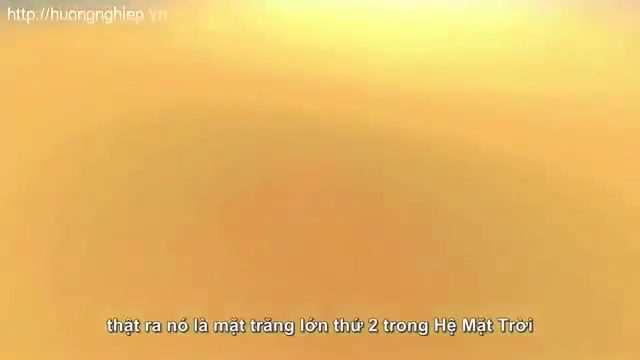 http://huongnghiep.vn
thật ra nó là mặt trăng lớn thứ 2 trong Hệ Mặt Trời